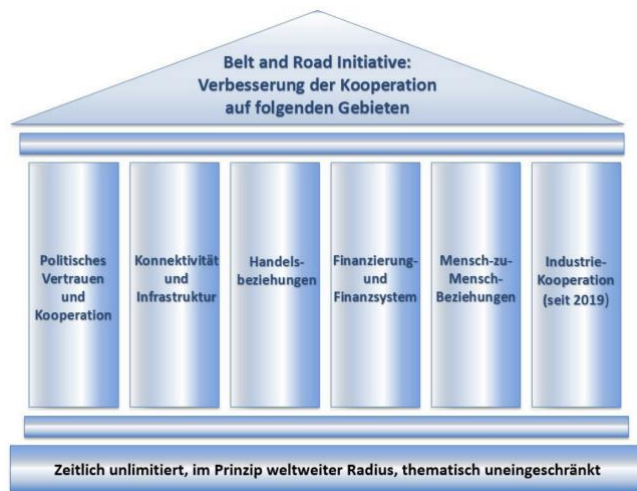 Belt and Road Initiative:
Verbesserung der Kooperation
auf folgenden Gebieten
Politisches
Vertrauen
und
Kooperation
Konnektivität
und
Infrastruktur
Handels-
beziehungen
Finanzierung-
und
Finanzsystem
Mensch-zu-
Mensch-
Beziehungen
Industrie-
Kooperation
(seit 2019)
Zeitlich unlimitiert, im Prinzip weltweiter Radius, thematisch uneingeschränkt